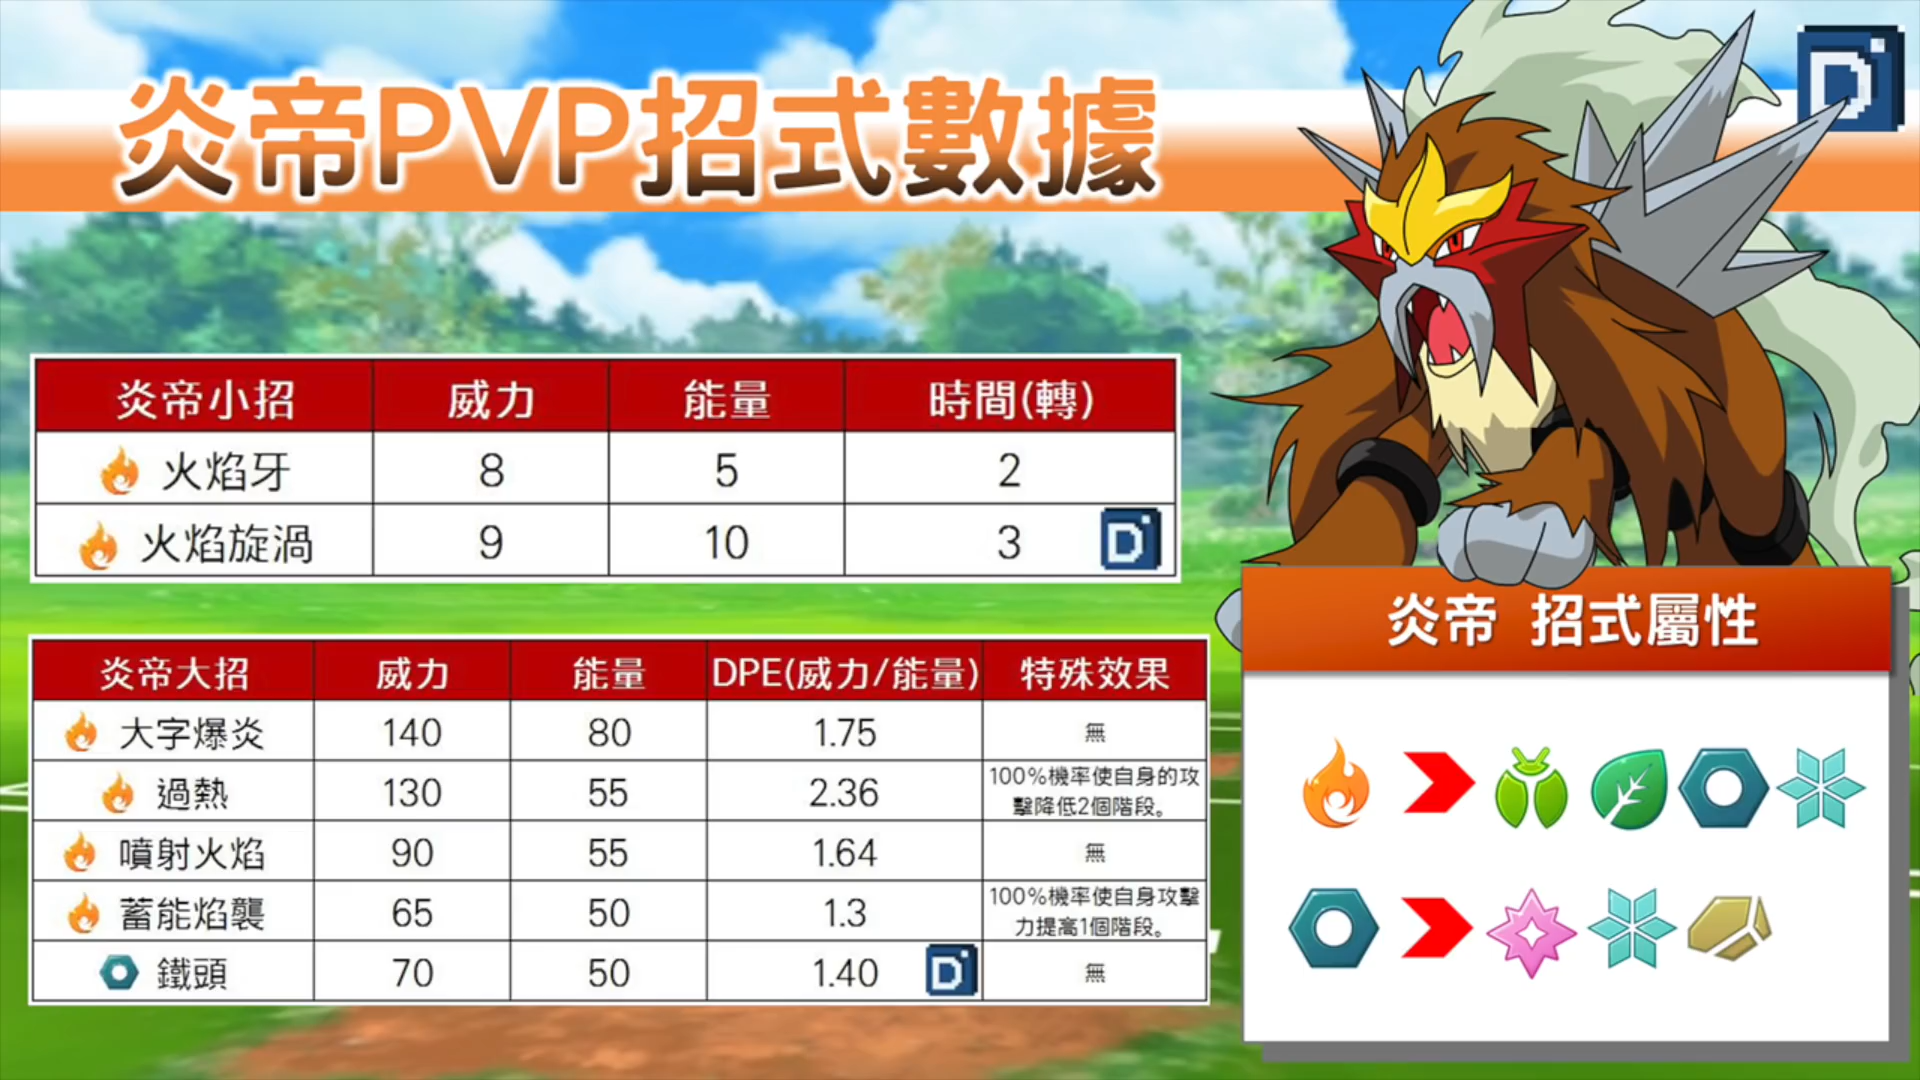 炎帝PVP招式數據
D
炎帝小招 威力 能量 時間(轉)
火焰牙 8 5 2
火焰旋渦 9 10 3 D
炎帝大招 威力 能量 DPE(威力/能量) 特殊效果
大字爆炎 140 80 1.75 無
過熱 130 55 2.36 100%機率使自身的攻
擊降低2個階段。
噴射火焰 90 55 1.64 無
蓄能焰襲 65 50 1.3 100%機率使自身攻擊
力提高1個階段。
鐵頭 70 50 1.40 D 無
炎帝 招式屬性